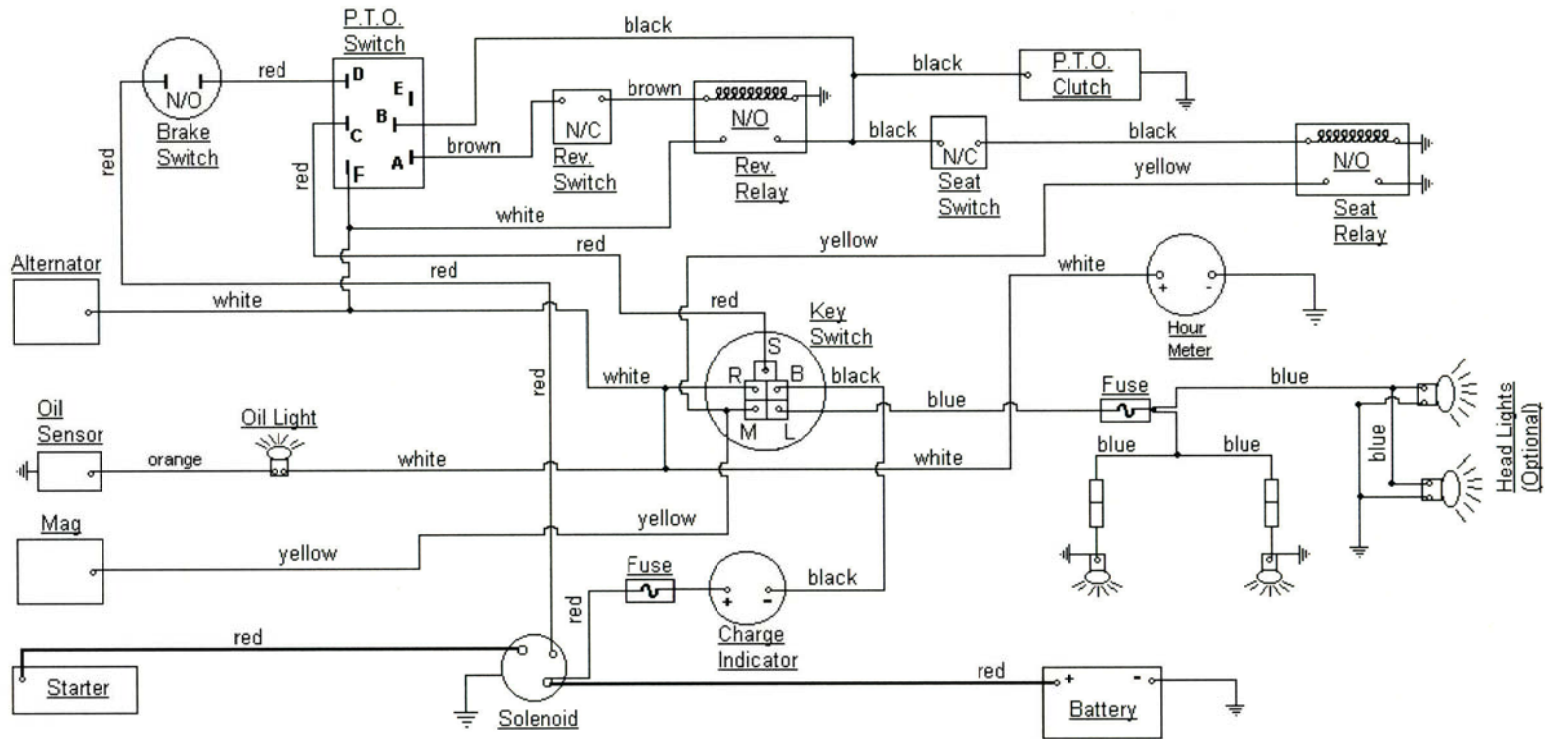 P.T.O.
Switch
black
red
D
E
B
C
A
F
N/O
Brake
Switch
brown
N/C
Rev.
Switch
brown
N/O
Rev.
Relay
black
P.T.O.
Clutch
black
N/C
Seat
Switch
black
yellow
N/O
Seat
Relay
red
red
white
red
yellow
red
Alternator
white
red
white
+ -
Hour
Meter
Key
Switch
S
R
B
M
L
white
black
red
blue
Fuse
blue
blue
blue
blue
Head Lights
(Optional)
Oil
Sensor
orange
Oil Light
white
white
Mag
yellow
yellow
Fuse
red
+ -
black
Charge
Indicator
red
Starter
Solenoid
red
+ -
Battery